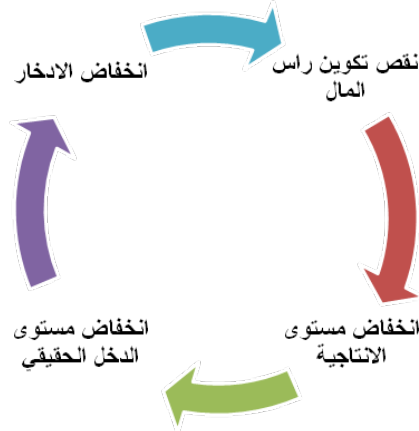 نقص تكوين راس
المال
انخفاض الادخار
انخفاض مستوى
الانتاجية
انخفاض مستوى
الدخل الحقيقي